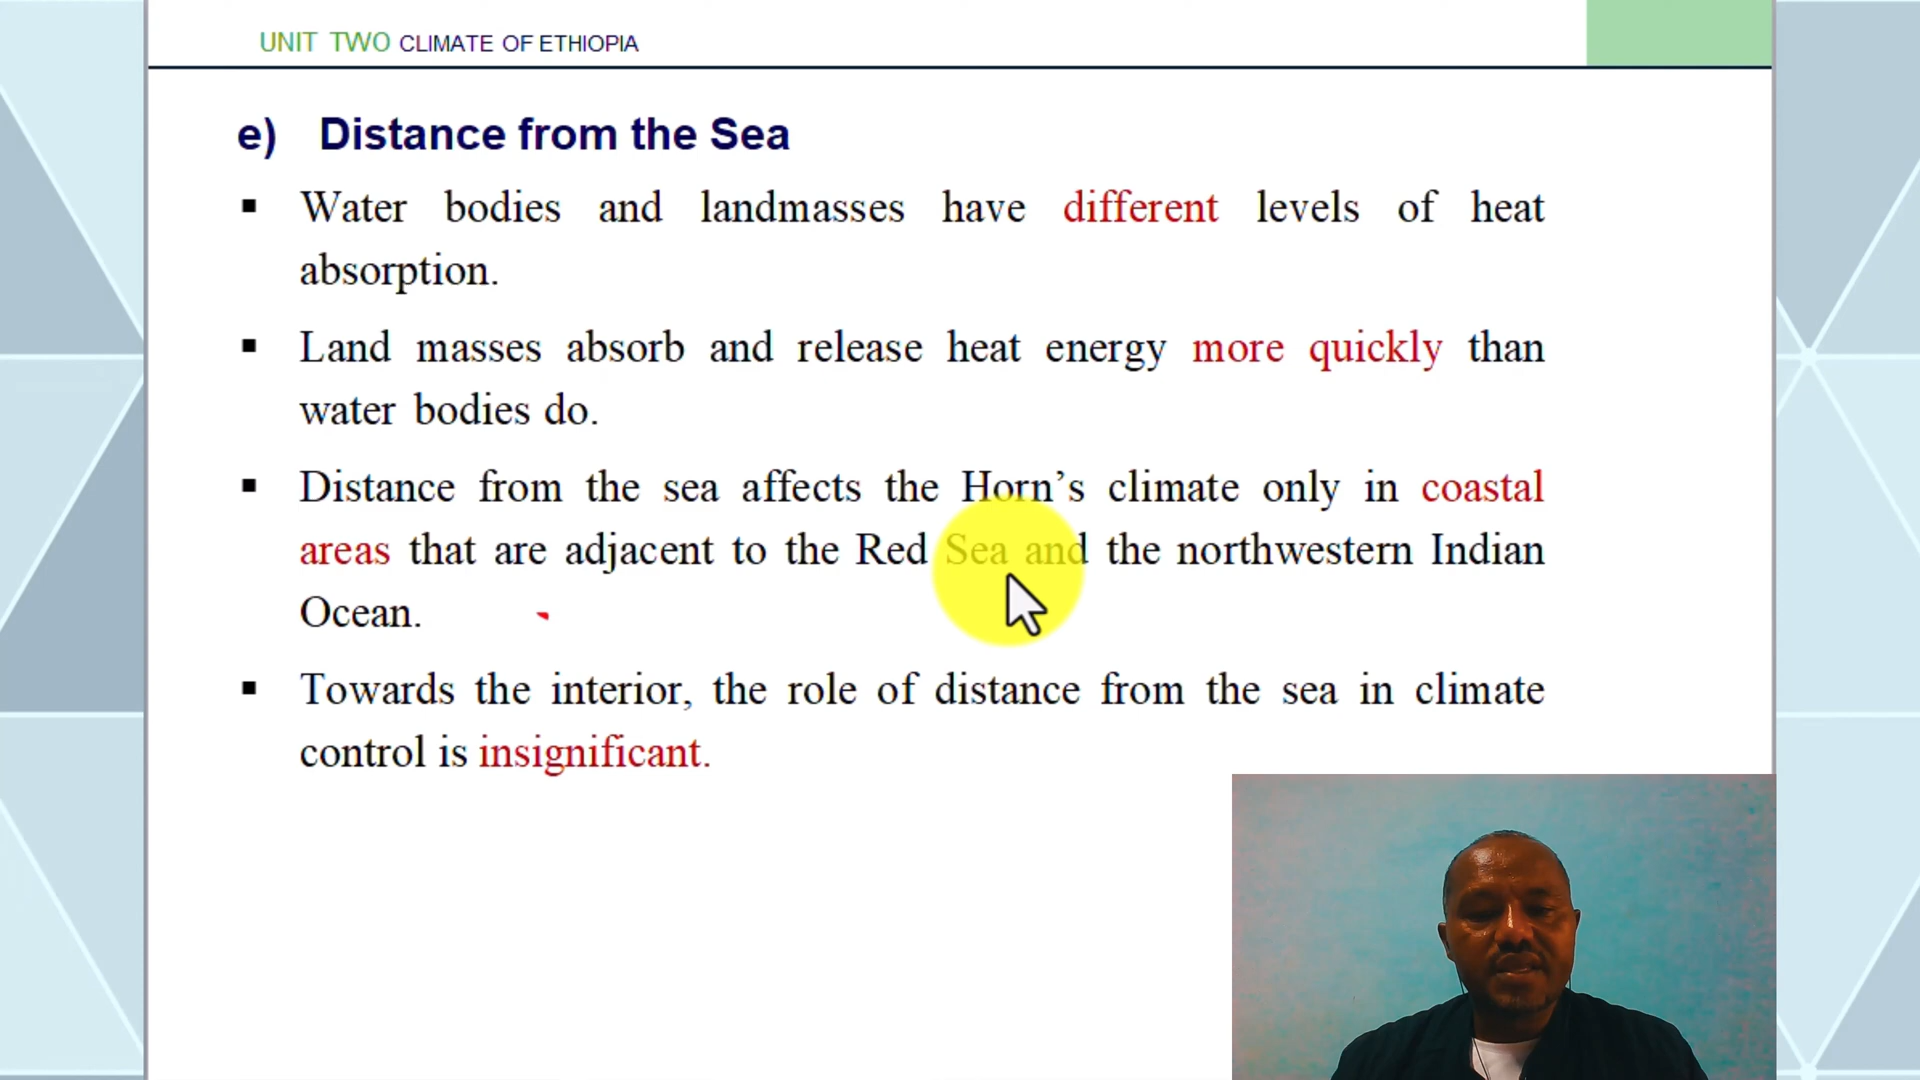 UNIT TWO CLIMATE OF ETHIOPIA
e) Distance from the Sea
▪ Water bodies and landmasses have different levels of heat
absorption.
▪ Land masses absorb and release heat energy more quickly than
water bodies do.
▪ Distance from the sea affects the Horn’s climate only in coastal
areas that are adjacent to the Red Sea and the northwestern Indian
Ocean.
▪ Towards the interior, the role of distance from the sea in climate
control is insignificant.